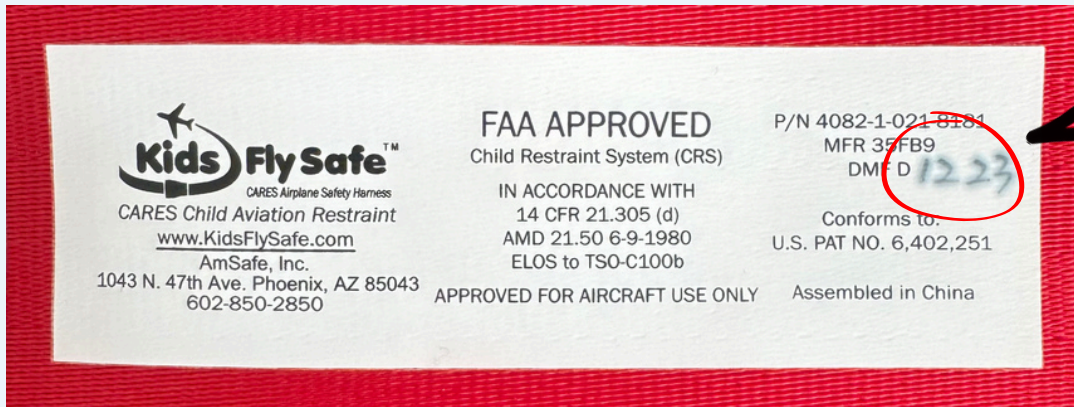 Kids Fly Safe™
CARES Airplane Safety Harness
CARES Child Aviation Restraint
www.KidsFlySafe.com
AmSafe, Inc.
1043 N. 47th Ave. Phoenix, AZ 85043
602-850-2850
FAA APPROVED
Child Restraint System (CRS)
IN ACCORDANCE WITH
14 CFR 21.305 (d)
AMD 21.50 6-9-1980
ELOS to TSO-C100b
APPROVED FOR AIRCRAFT USE ONLY
P/N 4082-1-021-8181
MFR 35FB9
DMF D 12 23
Conforms to:
U.S. PAT NO. 6,402,251
Assembled in China